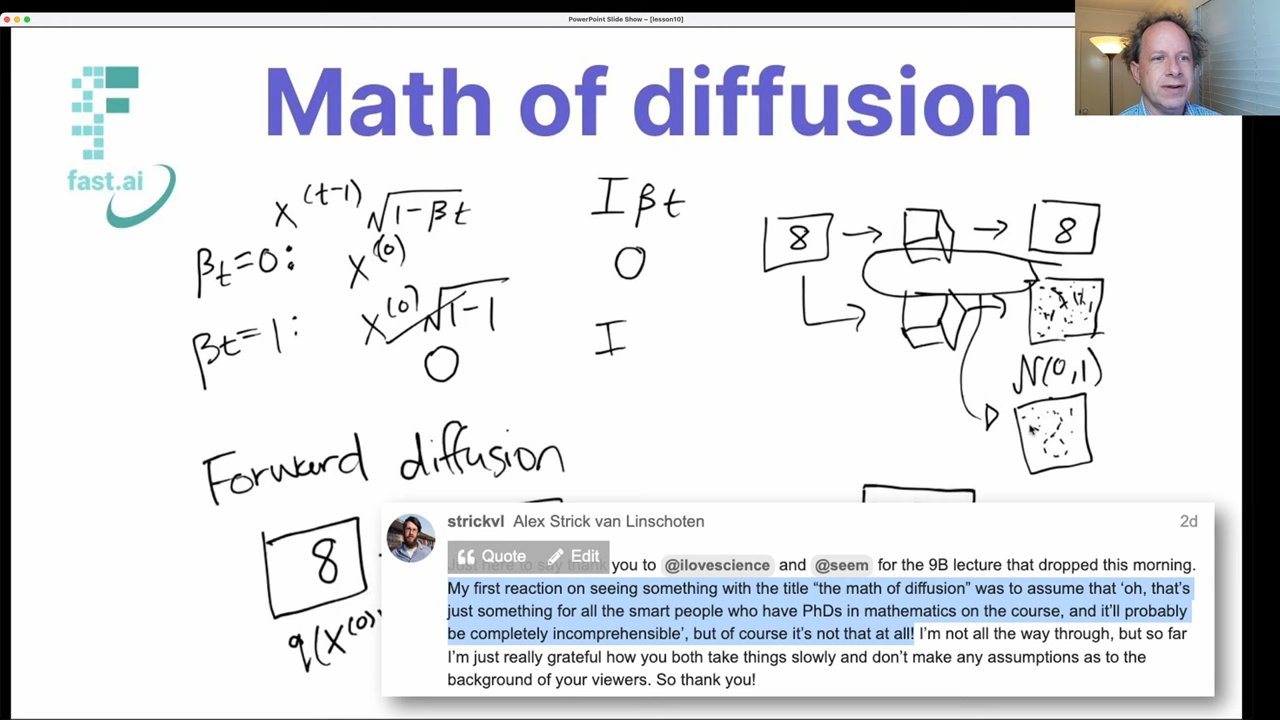 PowerPoint Slide Show - [lesson10]
Math of diffusion
fast.ai
x^(t-1) √1-βt
Iβt
βt=0: x^(0)
0
βt=1: x^(0) √1-1
I
0
8
8
N(0,1)
Forward diffusion
8
q(x^(0)
strickvl Alex Strick van Linschoten 2d
Quote Edit
you to @ilovescience and @seem for the 9B lecture that dropped this morning.
My first reaction on seeing something with the title “the math of diffusion” was to assume that ‘oh, that’s
just something for all the smart people who have PhDs in mathematics on the course, and it’ll probably
be completely incomprehensible’, but of course it’s not that at all! I’m not all the way through, but so far
I’m just really grateful how you both take things slowly and don’t make any assumptions as to the
background of your viewers. So thank you!